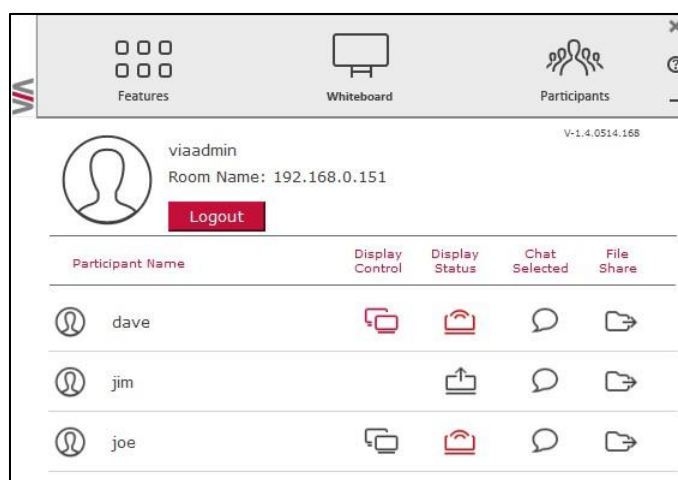 Features Whiteboard Participants
V-1.4.0514.168
viaadmin
Room Name: 192.168.0.151
Logout
Participant Name Display Control Display Status Chat Selected File Share
dave
jim
joe